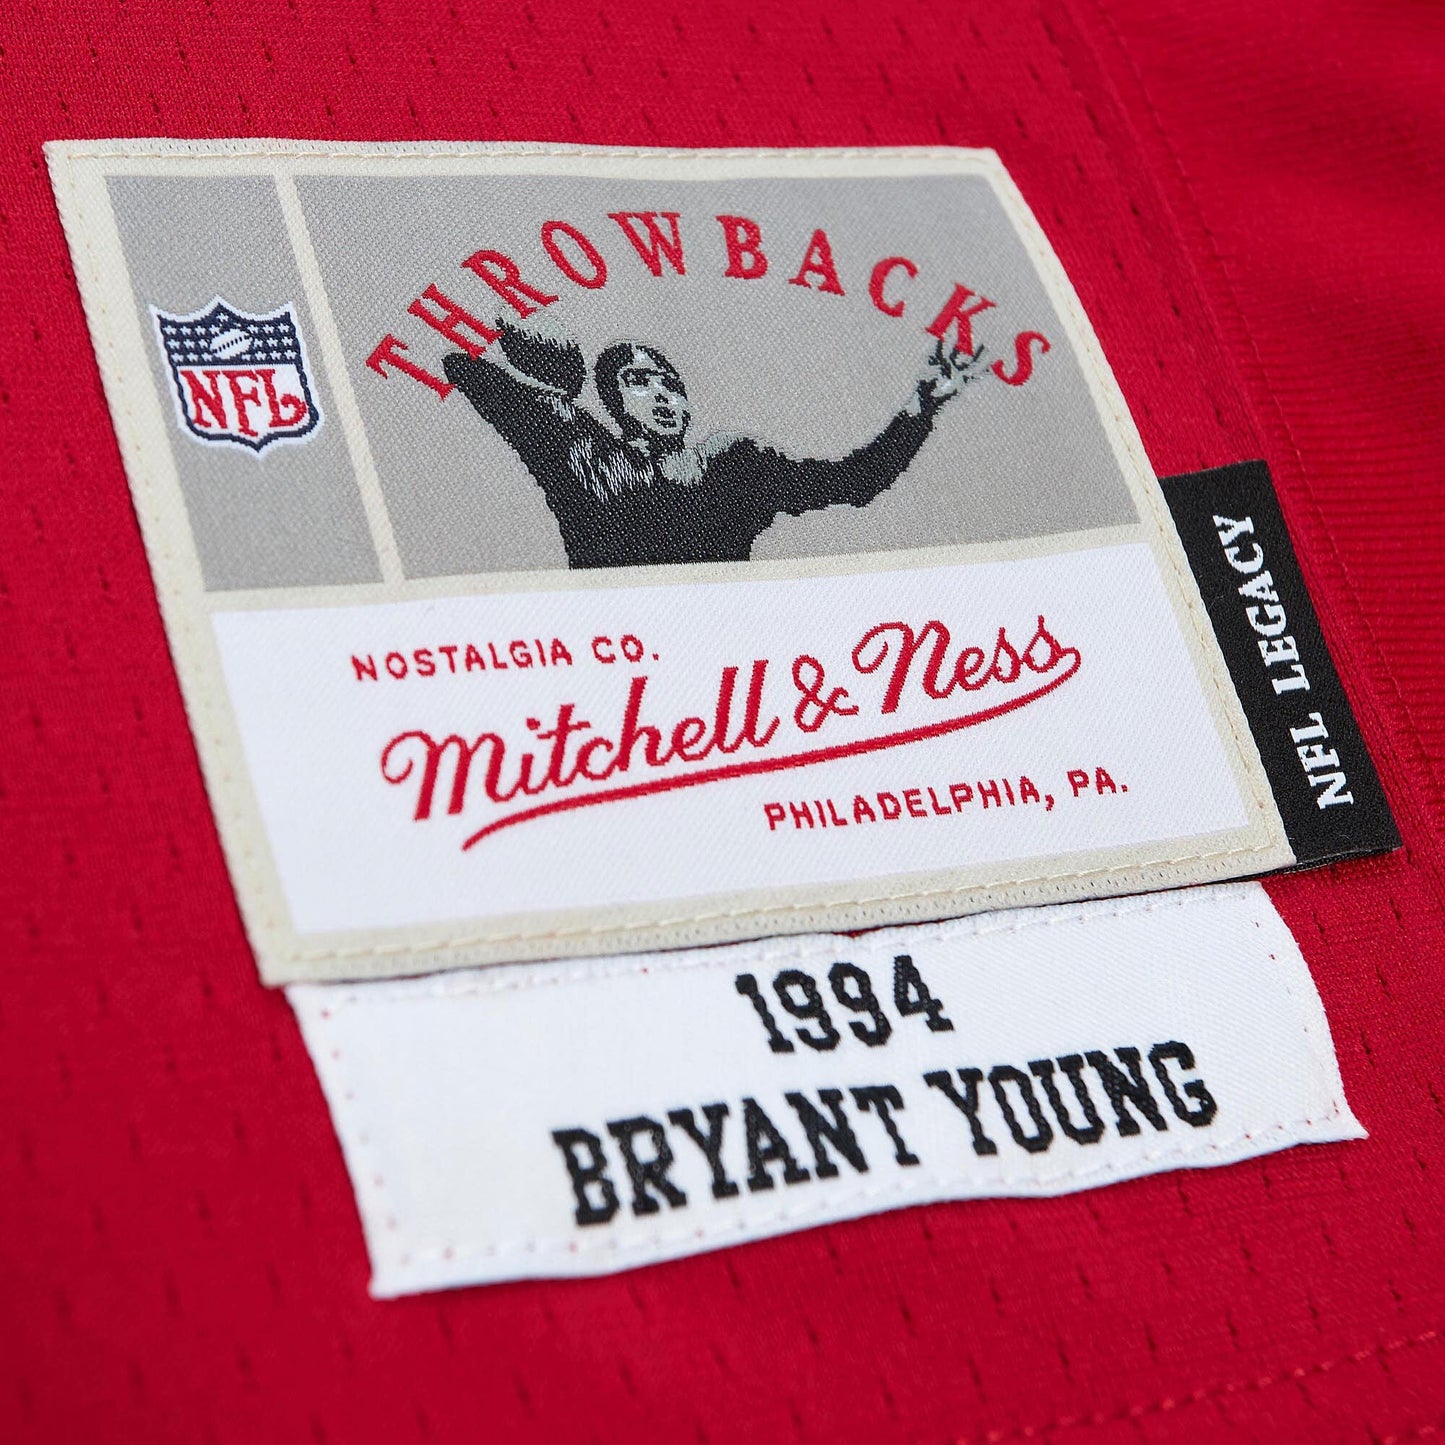 THROWBACKS
NFL
NOSTALGIA CO.
Mitchell & Ness
PHILADELPHIA, PA.
NFL LEGACY
1994
BRYANT YOUNG